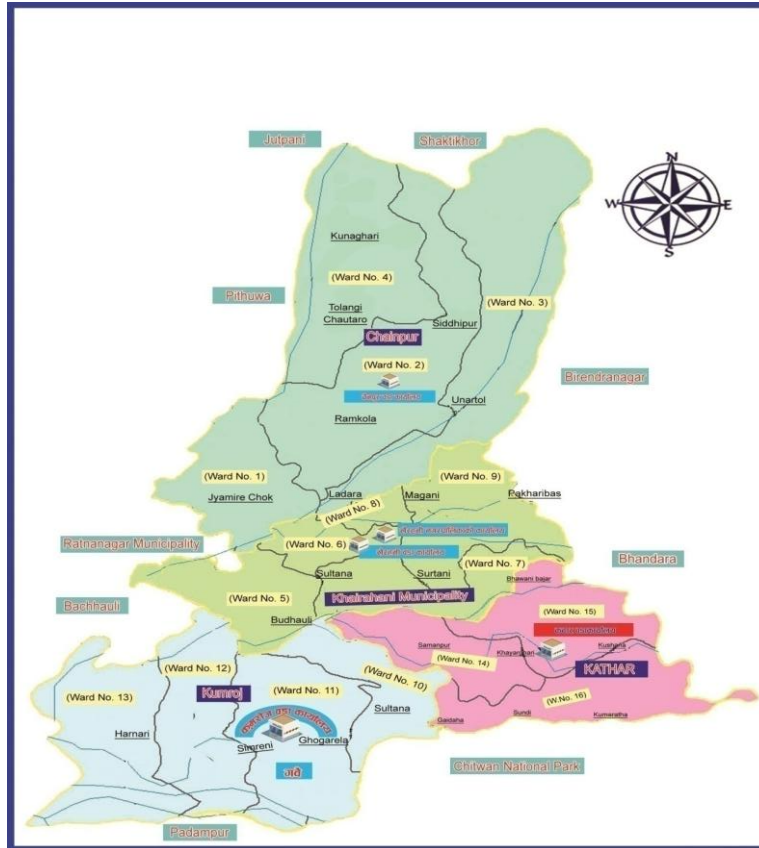 Jutpani
Shaktikhor
N
W E
S
Kunaghari
(Ward No. 4)
Pithuwa
(Ward No. 3)
Tolangi
Chautaro
Siddhipur
Chainpur
(Ward No. 2)
Birendranagar
Unartol
Ramkola
(Ward No. 1)
(Ward No. 9)
Jyamire Chok
Ladara
Magani
Pakharibas
(Ward No. 8)
Ratnanagar Municipality
(Ward No. 6)
Bhandara
(Ward No. 7)
Sultana
Surtani
Bhawani bajar
(Ward No. 5)
Khairahani Municipality
Bachhauli
(Ward No. 15)
Budhauli
Samanpur
Khayarghari
Kushana
(Ward No. 14)
KATHAR
(Ward No. 12)
(Ward No. 10)
(Ward No. 13)
Kumroj
(Ward No. 11)
(W.No. 16)
Sultana
Gaidaha
Sundi
Kumeratha
Harnari
Simreni
Ghogarela
Chitwan National Park
Padampur